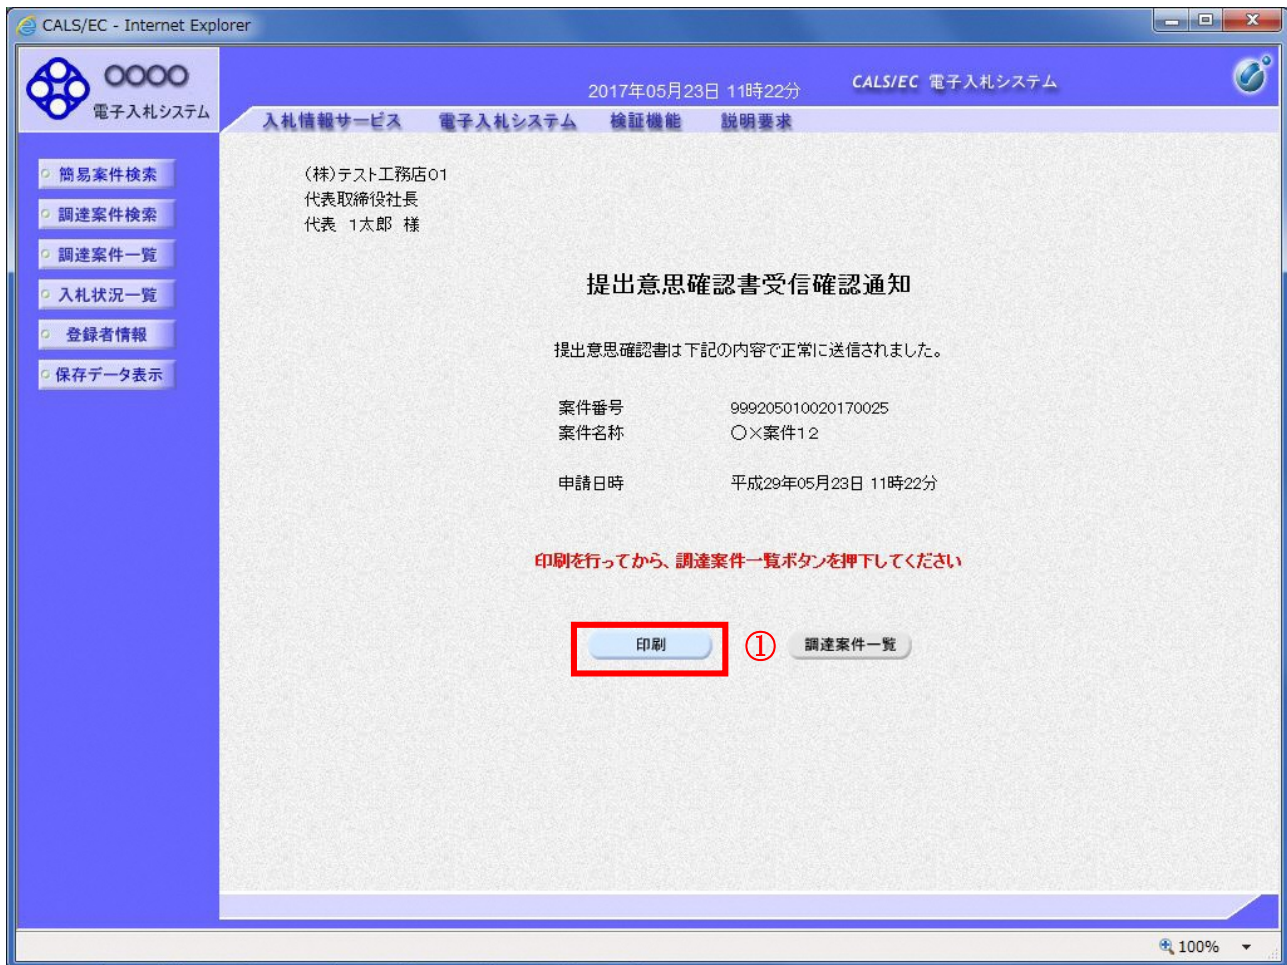 CALS/EC - Internet Explorer
○○○○
電子入札システム
2017年05月23日 11時22分
CALS/EC 電子入札システム
入札情報サービス 電子入札システム 検証機能 説明要求
簡易案件検索
調達案件検索
調達案件一覧
入札状況一覧
登録者情報
保存データ表示
(株)テスト工務店01
代表取締役社長
代表 1太郎 様
提出意思確認書受信確認通知
提出意思確認書は下記の内容で正常に送信されました。
案件番号 999205010020170025
案件名称 ○×案件12
申請日時 平成29年05月23日 11時22分
印刷を行ってから、調達案件一覧ボタンを押下してください
印刷 ① 調達案件一覧
100%